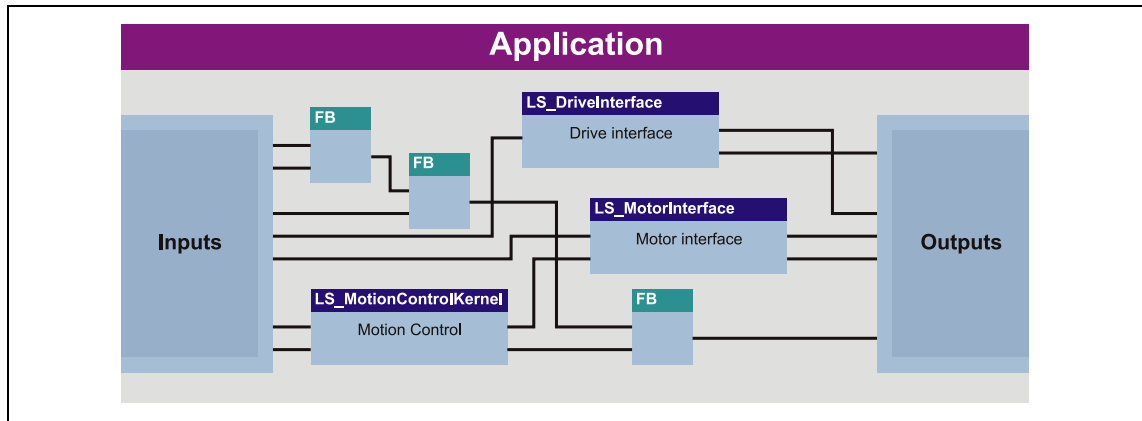 Application
LS_DriveInterface
Drive interface
FB
FB
LS_MotorInterface
Motor interface
Inputs
Outputs
LS_MotionControlKernel
Motion Control
FB